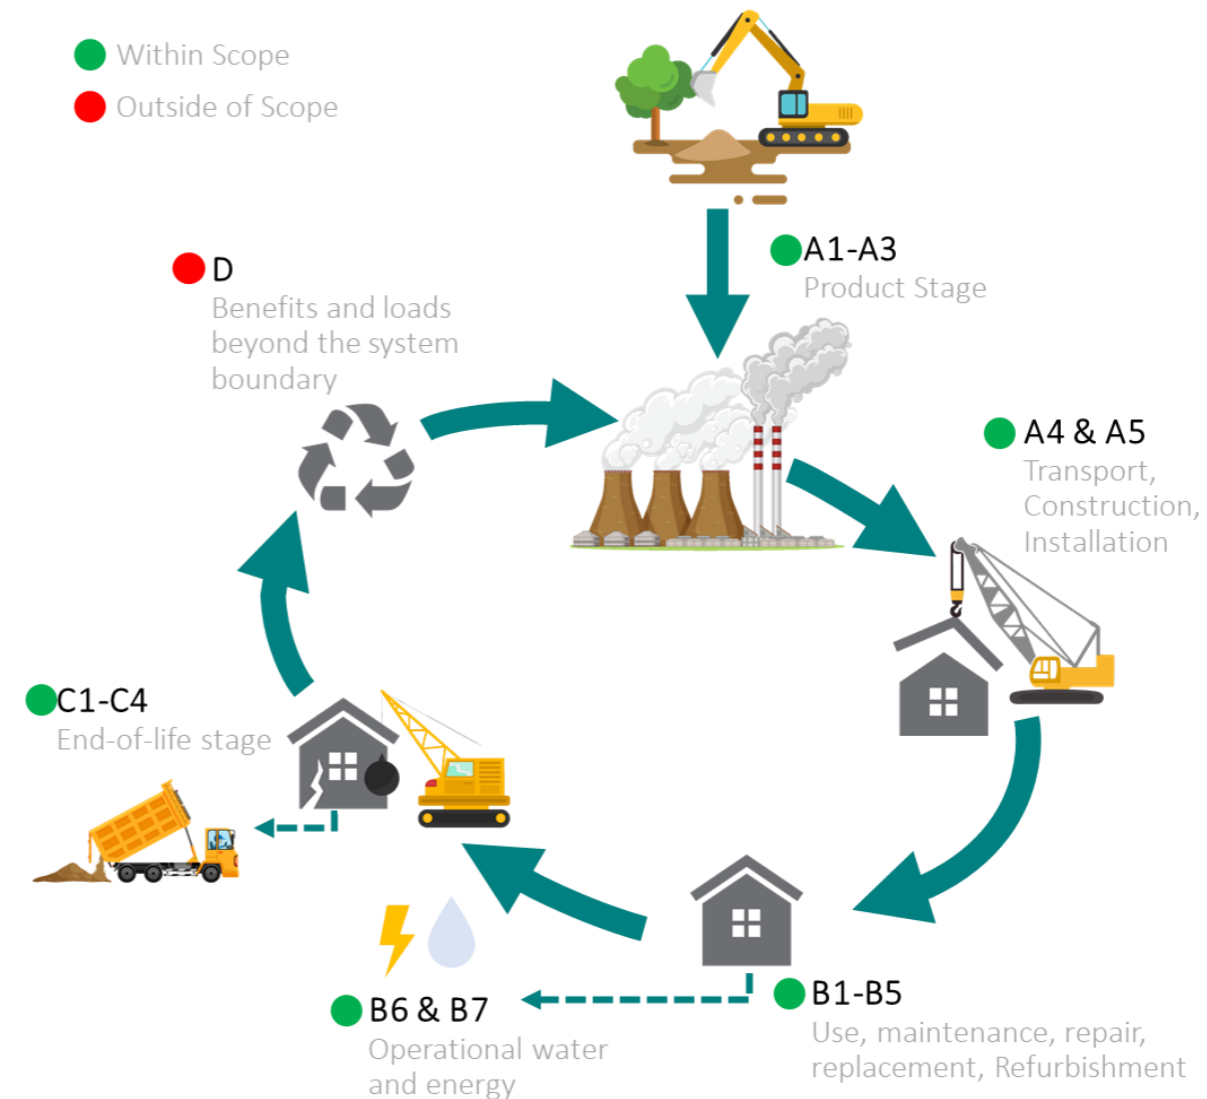 Within Scope
Outside of Scope
A1-A3
Product Stage
D
Benefits and loads
beyond the system
boundary
A4 & A5
Transport,
Construction,
Installation
C1-C4
End-of-life stage
B6 & B7
Operational water
and energy
B1-B5
Use, maintenance, repair,
replacement, Refurbishment